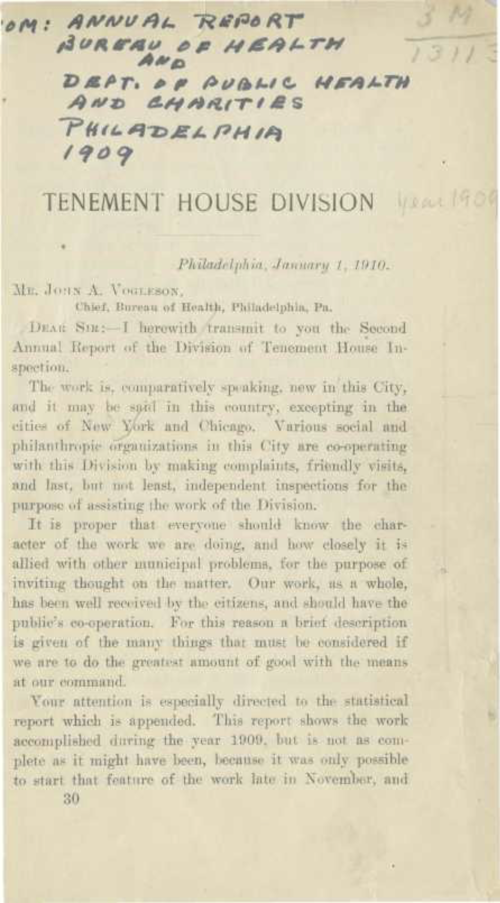 OM: ANNUAL REPORT
BUREAU OF HEALTH
AND
DEPT. OF PUBLIC HEALTH
AND CHARITIES
PHILADELPHIA
1909
3 M
1311
TENEMENT HOUSE DIVISION
Year 1909
Philadelphia, January 1, 1910.
MR. JOHN A. VOGLESON,
Chief, Bureau of Health, Philadelphia, Pa.
DEAR SIR:—I herewith transmit to you the Second
Annual Report of the Division of Tenement House In-
spection.
The work is, comparatively speaking, new in this City,
and it may be said in this country, excepting in the
cities of New York and Chicago. Various social and
philanthropic organizations in this City are co-operating
with this Division by making complaints, friendly visits,
and last, but not least, independent inspections for the
purpose of assisting the work of the Division.
It is proper that everyone should know the char-
acter of the work we are doing, and how closely it is
allied with other municipal problems, for the purpose of
inviting thought on the matter. Our work, as a whole,
has been well received by the citizens, and should have the
public's co-operation. For this reason a brief description
is given of the many things that must be considered if
we are to do the greatest amount of good with the means
at our command.
Your attention is especially directed to the statistical
report which is appended. This report shows the work
accomplished during the year 1909, but is not as com-
plete as it might have been, because it was only possible
to start that feature of the work late in November, and
30